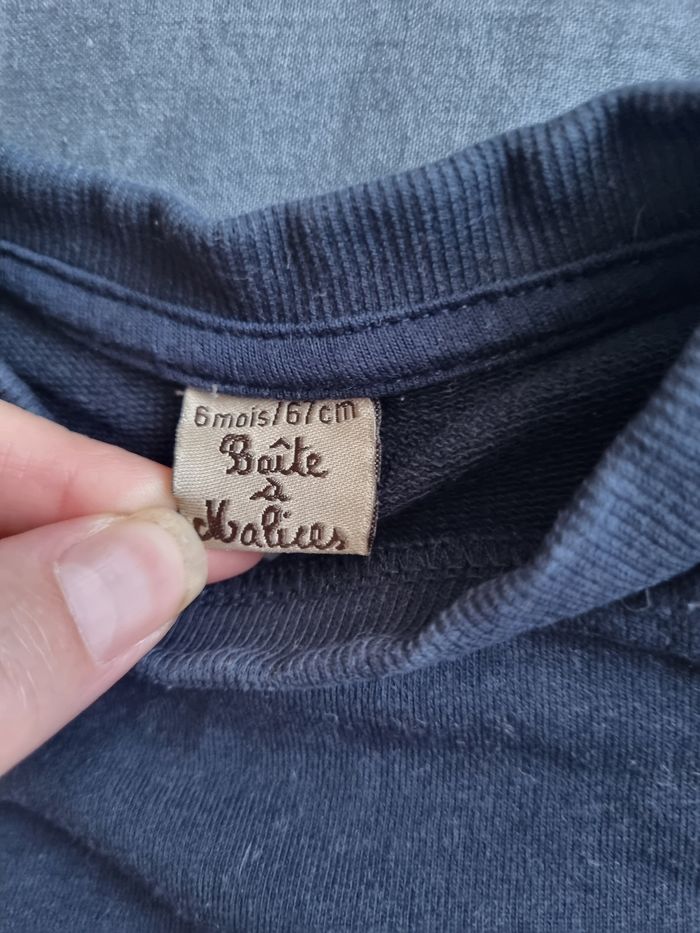 6mois/67cm
Boîte
à
Malices